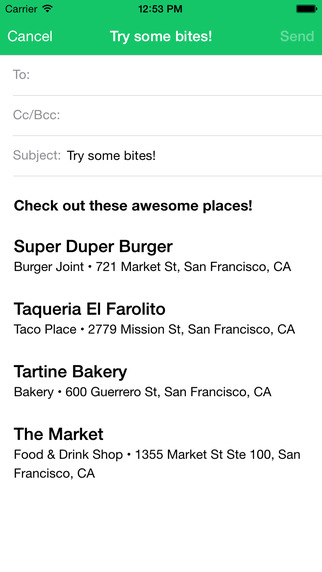 Carrier 12:53 PM
Cancel Try some bites! Send
To:
Cc/Bcc:
Subject: Try some bites!
Check out these awesome places!
Super Duper Burger
Burger Joint • 721 Market St, San Francisco, CA
Taqueria El Farolito
Taco Place • 2779 Mission St, San Francisco, CA
Tartine Bakery
Bakery • 600 Guerrero St, San Francisco, CA
The Market
Food & Drink Shop • 1355 Market St Ste 100, San
Francisco, CA